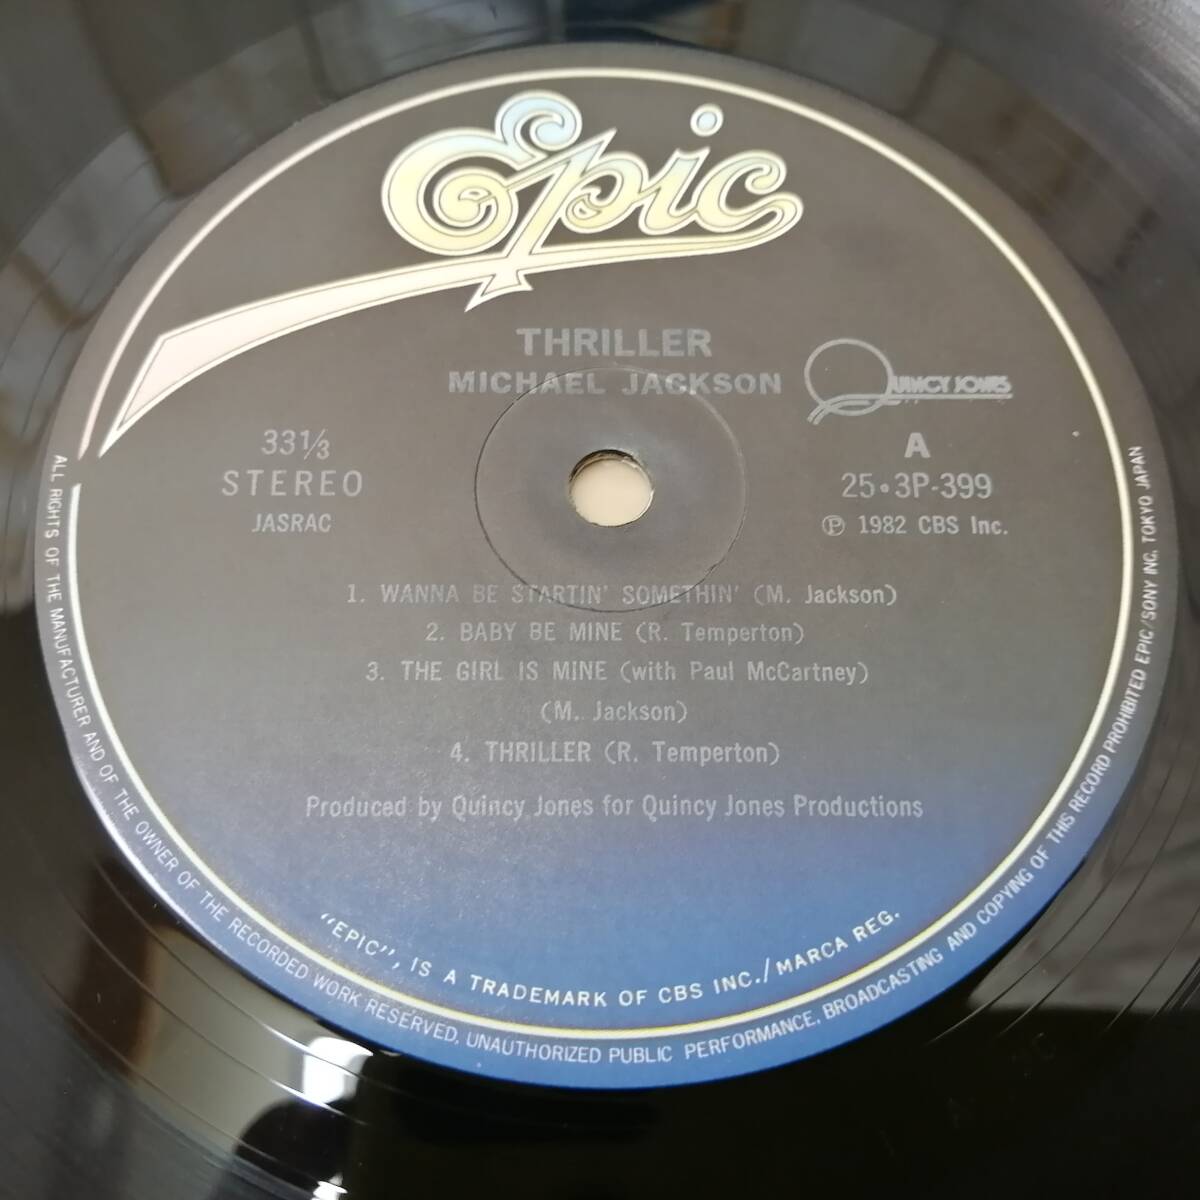 Epic
THRILLER
MICHAEL JACKSON
QUINCY JONES
33⅓
STEREO
JASRAC
A
25•3P-399
Ⓟ 1982 CBS Inc.
1. WANNA BE STARTIN' SOMETHIN' (M. Jackson)
2. BABY BE MINE (R. Temperton)
3. THE GIRL IS MINE (with Paul McCartney)
(M. Jackson)
4. THRILLER (R. Temperton)
Produced by Quincy Jones for Quincy Jones Productions
"EPIC", IS A TRADEMARK OF CBS INC./MARCA REG.
ALL RIGHTS OF THE MANUFACTURER AND OF THE OWNER OF THE RECORDED WORK RESERVED, UNAUTHORIZED PUBLIC PERFORMANCE, BROADCASTING AND COPYING OF THIS RECORD PROHIBITED EPIC/SONY INC. TOKYO JAPAN